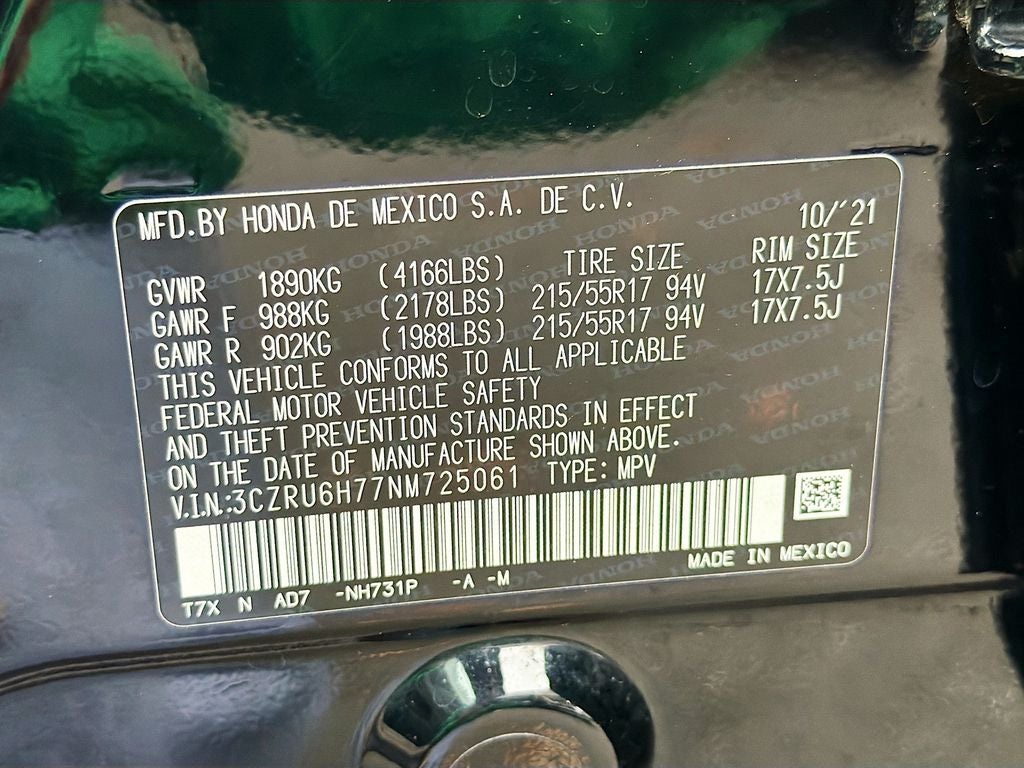 MFD.BY HONDA DE MEXICO S.A. DE C.V.
10/'21
TIRE SIZE RIM SIZE
GVWR 1890KG (4166LBS)
GAWR F 988KG (2178LBS) 215/55R17 94V 17X7.5J
GAWR R 902KG (1988LBS) 215/55R17 94V 17X7.5J
THIS VEHICLE CONFORMS TO ALL APPLICABLE
FEDERAL MOTOR VEHICLE SAFETY
AND THEFT PREVENTION STANDARDS IN EFFECT
ON THE DATE OF MANUFACTURE SHOWN ABOVE.
V.I.N.:3CZRU6H77NM725061 TYPE: MPV
MADE IN MEXICO
T7X N AD7 -NH731P -A -M